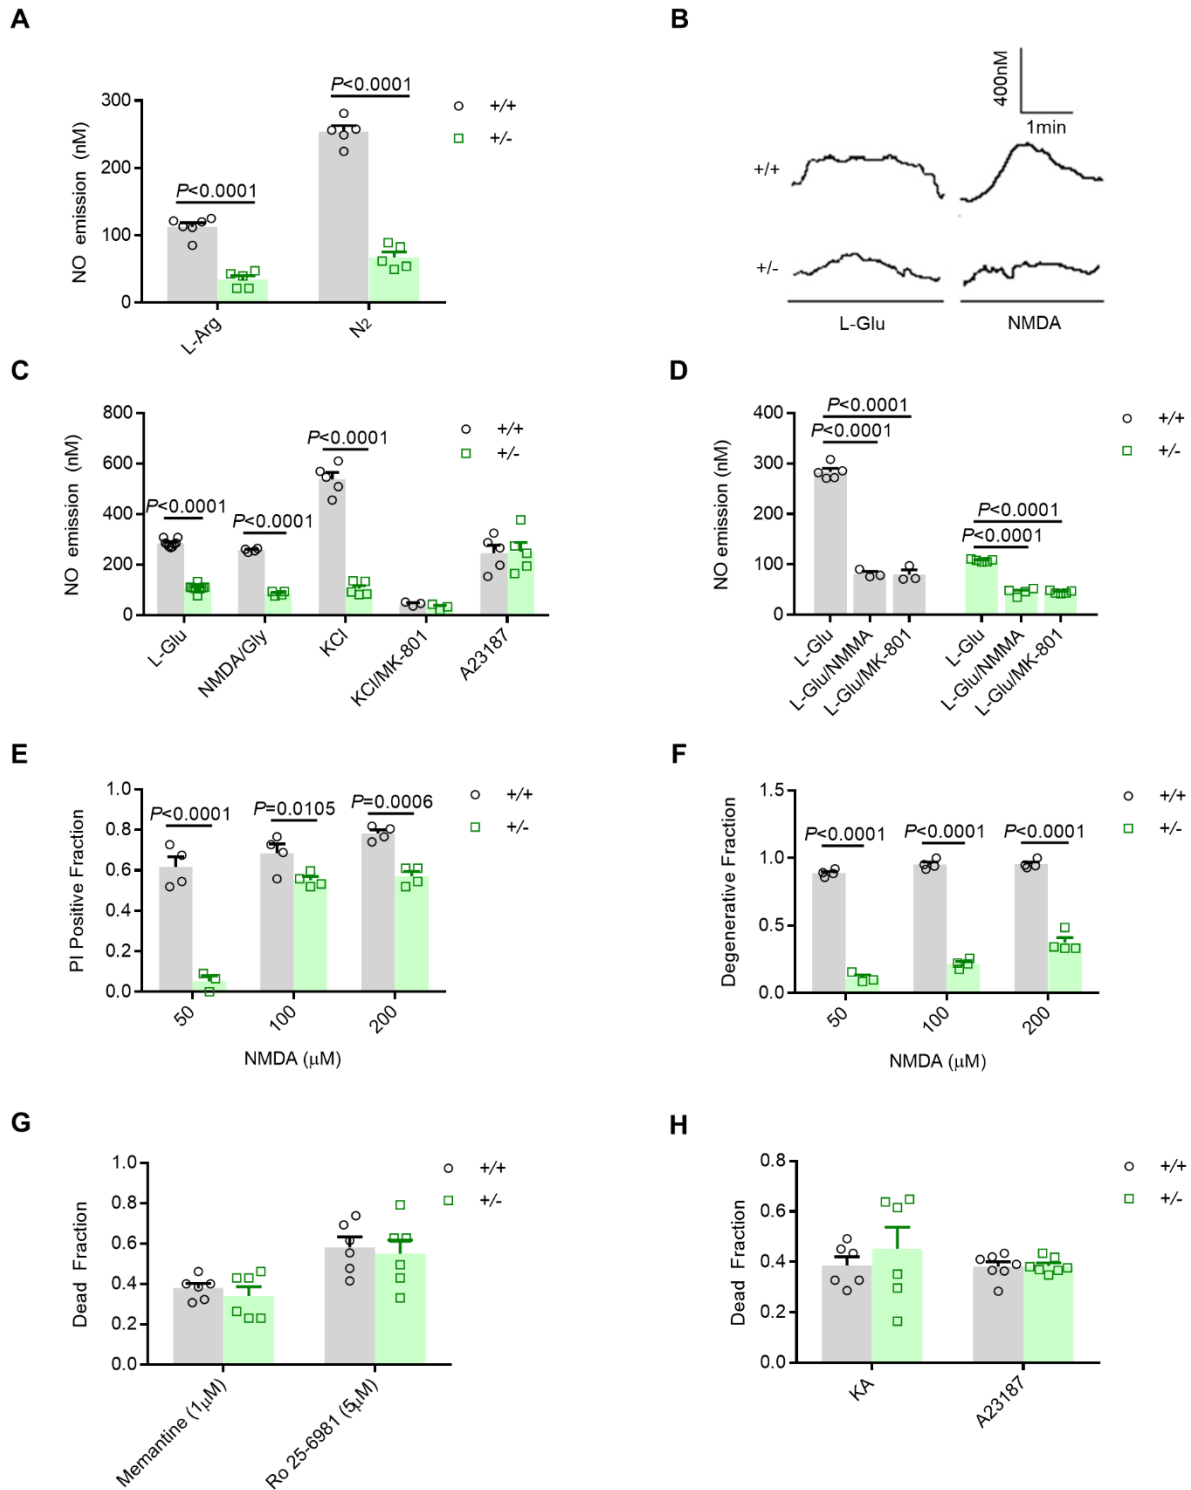 A
NO emission (nM)
300
200
100
0
P<0.0001
P<0.0001
+/+
+/-
L-Arg
N2
B
400nM
1min
+/+
+/-
L-Glu
NMDA
C
NO emission (nM)
800
600
400
200
0
P<0.0001
P<0.0001
P<0.0001
+/+
+/-
L-Glu
NMDA/Gly
KCl
KCl/MK-801
A23187
D
NO emission (nM)
400
300
200
100
0
P<0.0001
P<0.0001
P<0.0001
P<0.0001
+/+
+/-
L-Glu
L-Glu/NMMA
L-Glu/MK-801
L-Glu
L-Glu/NMMA
L-Glu/MK-801
E
PI Positive Fraction
1.0
0.8
0.6
0.4
0.2
0.0
P<0.0001
P=0.0105
P=0.0006
+/+
+/-
50
100
200
NMDA (μM)
F
Degenerative Fraction
1.5
1.0
0.5
0.0
P<0.0001
P<0.0001
P<0.0001
+/+
+/-
50
100
200
NMDA (μM)
G
Dead Fraction
1.0
0.8
0.6
0.4
0.2
0.0
+/+
+/-
Memantine (1μM)
Ro 25-6981 (5μM)
H
Dead Fraction
0.8
0.6
0.4
0.2
0.0
+/+
+/-
KA
A23187